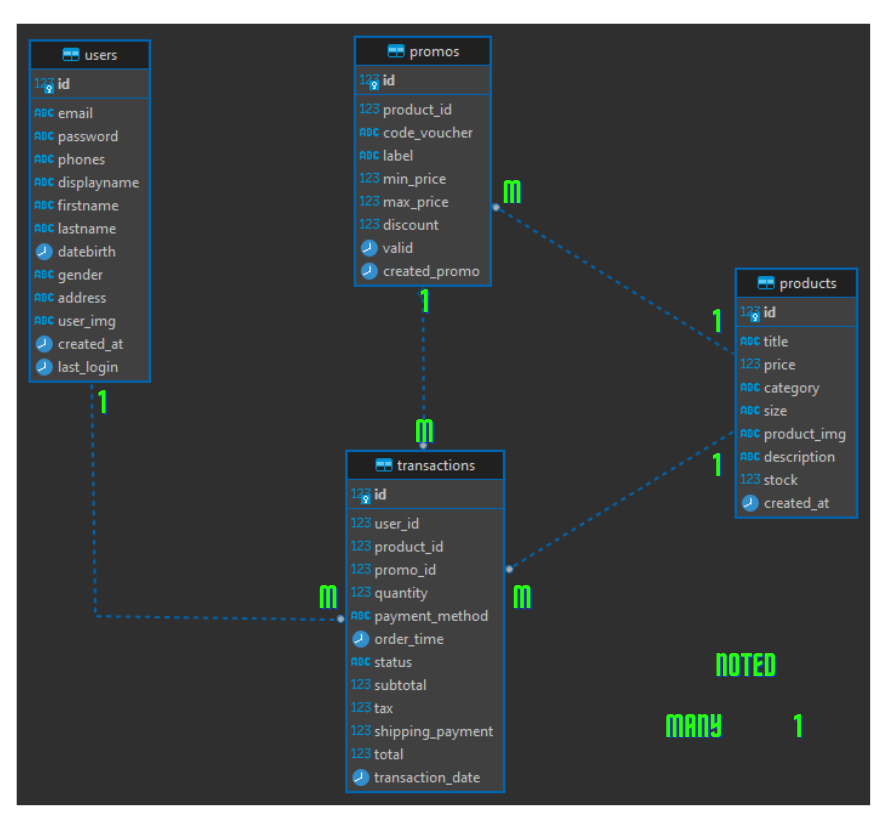 users
123 id
ABC email
ABC password
ABC phones
ABC displayname
ABC firstname
ABC lastname
datebirth
ABC gender
ABC address
ABC user_img
created_at
last_login
1
promos
123 id
123 product_id
ABC code_voucher
ABC label
123 min_price
123 max_price
123 discount
valid
created_promo
1
M
1
products
123 id
ABC title
123 price
ABC category
ABC size
ABC product_img
ABC description
123 stock
created_at
1
M
transactions
123 id
123 user_id
123 product_id
123 promo_id
123 quantity
ABC payment_method
order_time
ABC status
123 subtotal
123 tax
123 shipping_payment
123 total
transaction_date
M
M
NOTED
MANY 1